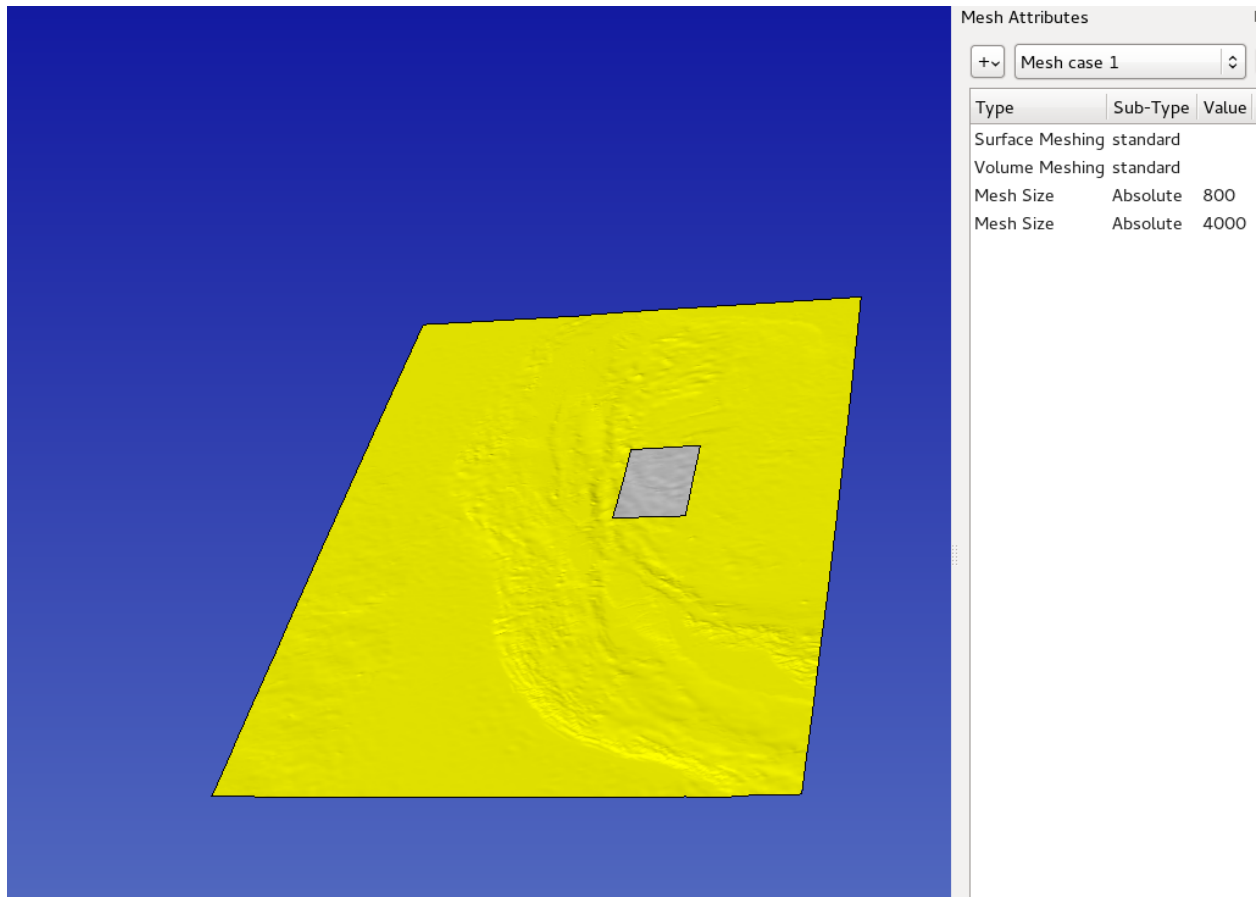 Mesh Attributes
+ Mesh case 1
Type Sub-Type Value
Surface Meshing standard
Volume Meshing standard
Mesh Size Absolute 800
Mesh Size Absolute 4000